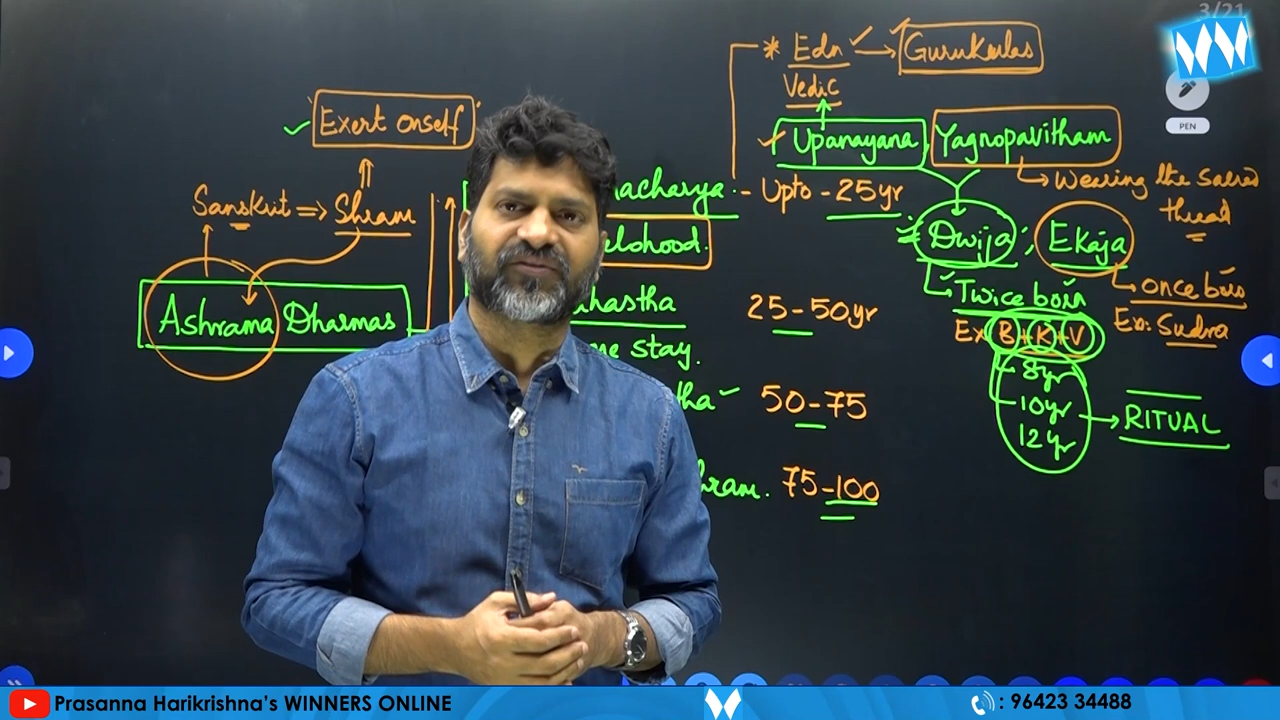 3/21
* Edn ✓ → Gurukulas
Vedic
PEN
Exert onself
Upanayana, Yagnopavitham
Wearing the sacred
thread
Sanskrit ⇒ Shram
acharya - Upto - 25yr
Dwija ; Ekaja
lohood.
Twice born
once born
Ashrama Dharmas
hastha 25-50yr
Ex B+K+V
Ex: Sudra
me stay.
8yr
10yr → RITUAL
12yr
tha 50-75
hram. 75-100
Prasanna Harikrishna's WINNERS ONLINE
W
: 96423 34488